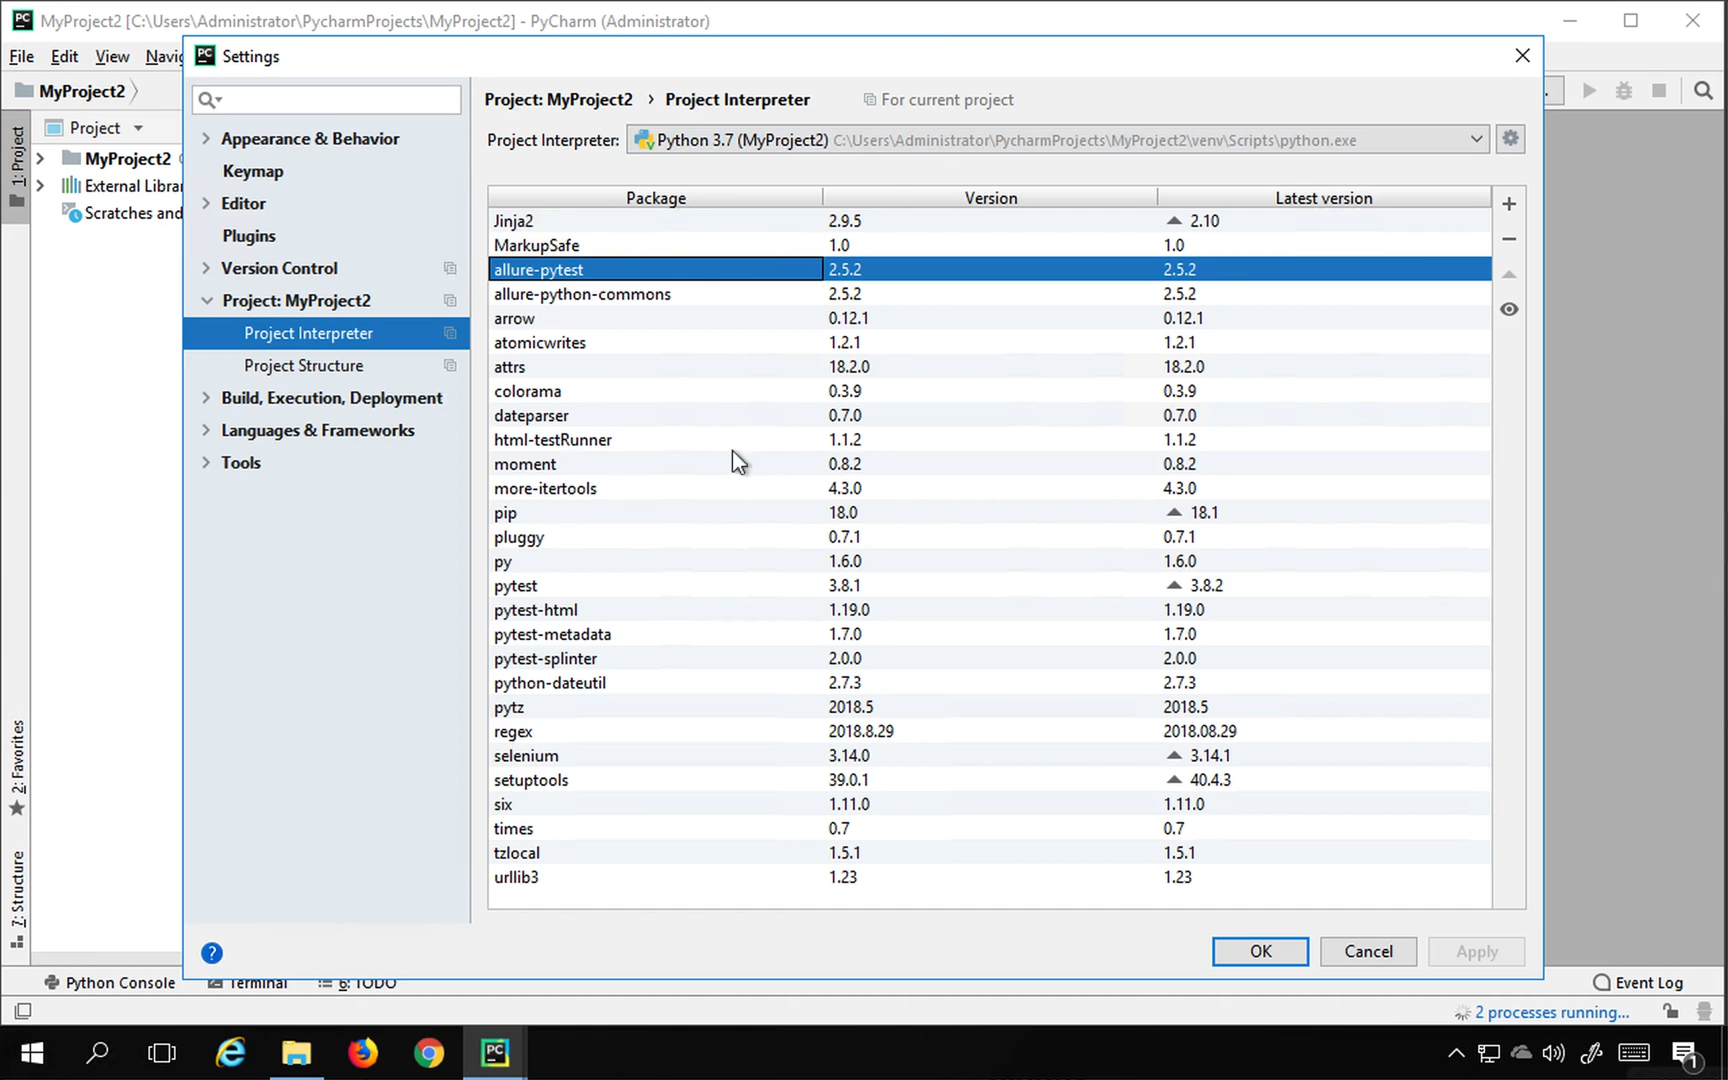 MyProject2 [C:\Users\Administrator\PycharmProjects\MyProject2] - PyCharm (Administrator)
File Edit View Navig
Settings
MyProject2
Project: MyProject2 › Project Interpreter For current project
1: Project
Project
Project Interpreter: Python 3.7 (MyProject2) C:\Users\Administrator\PycharmProjects\MyProject2\venv\Scripts\python.exe
MyProject2
External Librar
Scratches and
Appearance & Behavior
Keymap
Editor
Plugins
Version Control
Project: MyProject2
Project Interpreter
Project Structure
Build, Execution, Deployment
Languages & Frameworks
Tools
Package Version Latest version
Jinja2 2.9.5 2.10
MarkupSafe 1.0 1.0
allure-pytest 2.5.2 2.5.2
allure-python-commons 2.5.2 2.5.2
arrow 0.12.1 0.12.1
atomicwrites 1.2.1 1.2.1
attrs 18.2.0 18.2.0
colorama 0.3.9 0.3.9
dateparser 0.7.0 0.7.0
html-testRunner 1.1.2 1.1.2
moment 0.8.2 0.8.2
more-itertools 4.3.0 4.3.0
pip 18.0 18.1
pluggy 0.7.1 0.7.1
py 1.6.0 1.6.0
pytest 3.8.1 3.8.2
pytest-html 1.19.0 1.19.0
pytest-metadata 1.7.0 1.7.0
pytest-splinter 2.0.0 2.0.0
python-dateutil 2.7.3 2.7.3
pytz 2018.5 2018.5
regex 2018.8.29 2018.08.29
selenium 3.14.0 3.14.1
setuptools 39.0.1 40.4.3
six 1.11.0 1.11.0
times 0.7 0.7
tzlocal 1.5.1 1.5.1
urllib3 1.23 1.23
2: Favorites
7: Structure
? OK Cancel Apply
Python Console Terminal 6: TODO Event Log
2 processes running...
1